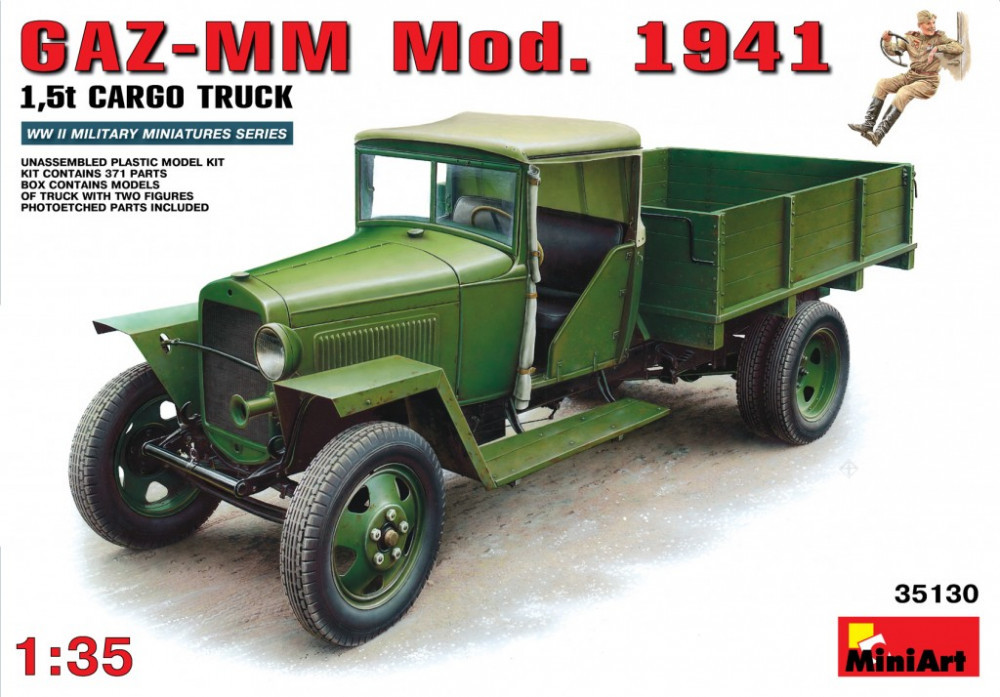 GAZ-MM Mod. 1941
1,5t CARGO TRUCK
WW II MILITARY MINIATURES SERIES
UNASSEMBLED PLASTIC MODEL KIT
KIT CONTAINS 371 PARTS
BOX CONTAINS MODELS
OF TRUCK WITH TWO FIGURES
PHOTOETCHED PARTS INCLUDED
35130
1:35
MiniArt